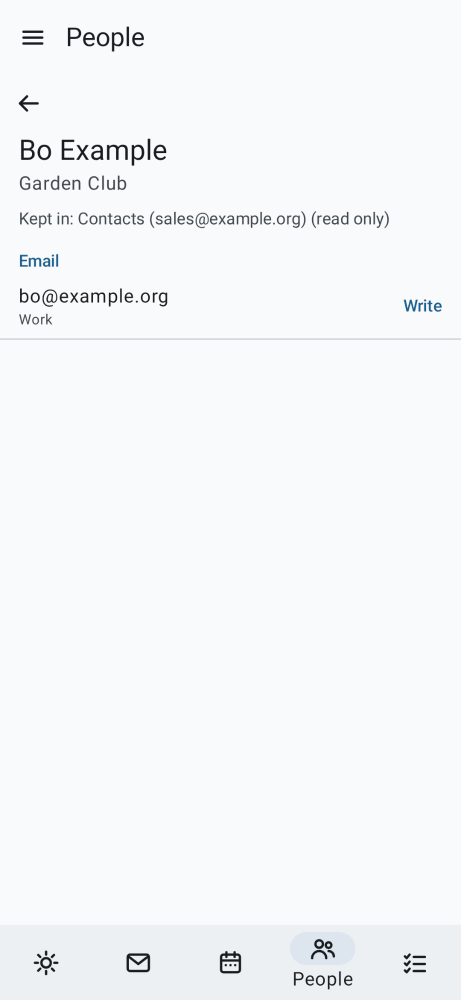 People
Bo Example
Garden Club
Kept in: Contacts (sales@example.org) (read only)
Email
bo@example.org
Work
Write
People